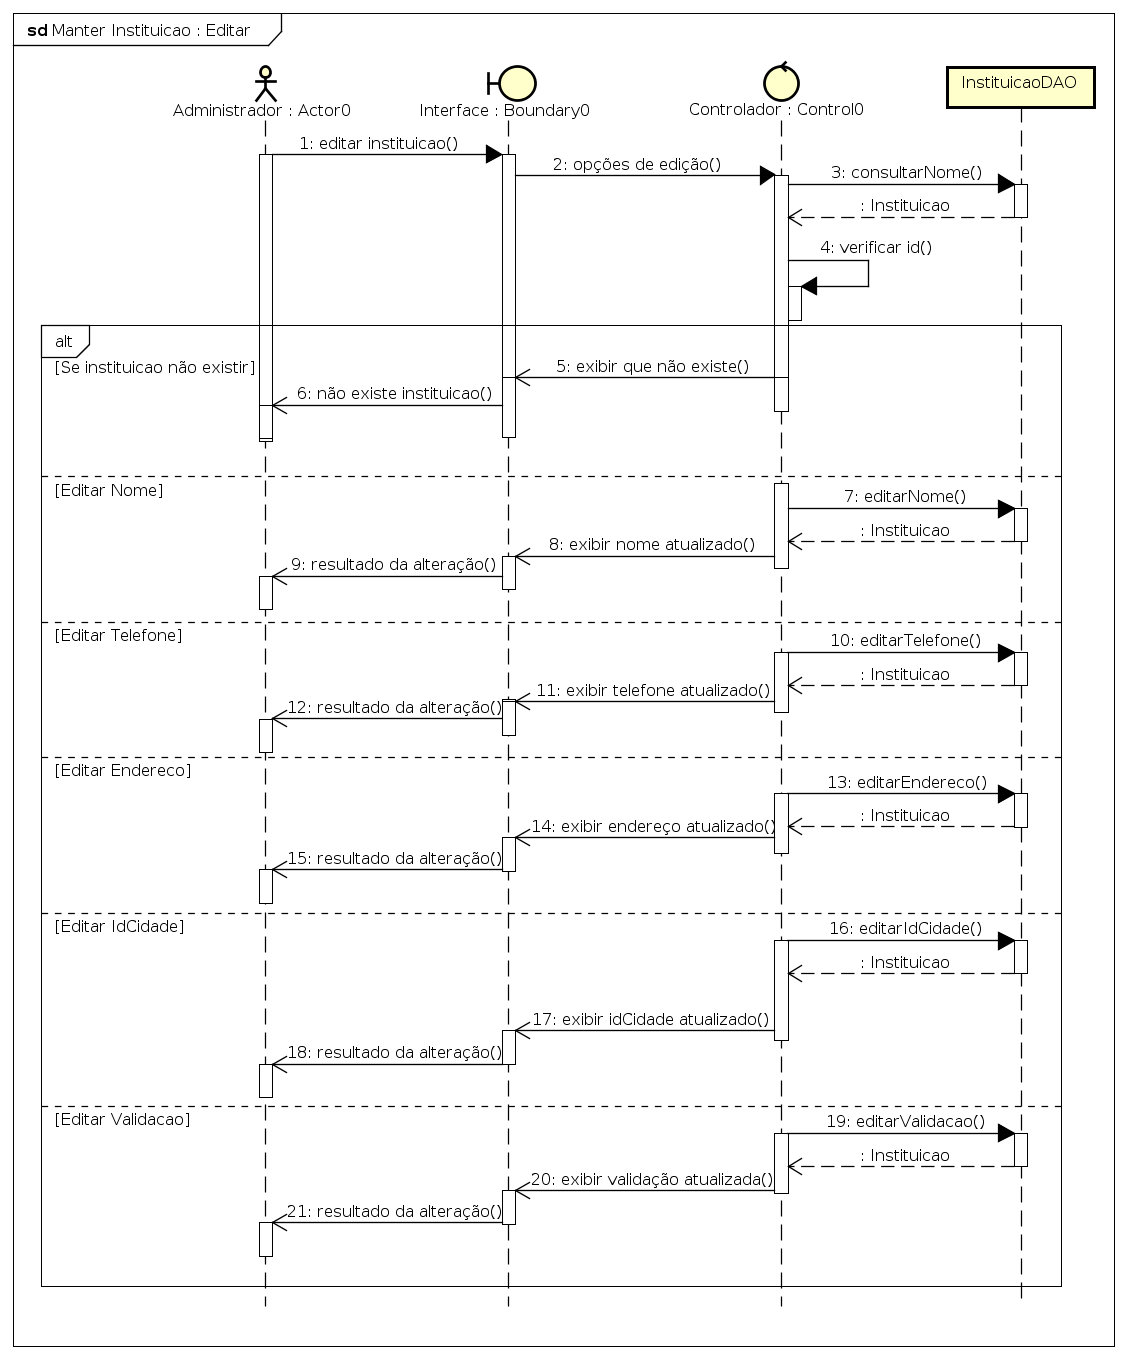 sd Manter Instituicao : Editar
Administrador : Actor0
Interface : Boundary0
Controlador : Control0
InstituicaoDAO
1: editar instituicao()
2: opções de edição()
3: consultarNome()
: Instituicao
4: verificar id()
alt
[Se instituicao não existir]
5: exibir que não existe()
6: não existe instituicao()
[Editar Nome]
7: editarNome()
: Instituicao
8: exibir nome atualizado()
9: resultado da alteração()
[Editar Telefone]
10: editarTelefone()
: Instituicao
11: exibir telefone atualizado()
12: resultado da alteração()
[Editar Endereco]
13: editarEndereco()
: Instituicao
14: exibir endereço atualizado()
15: resultado da alteração()
[Editar IdCidade]
16: editarIdCidade()
: Instituicao
17: exibir idCidade atualizado()
18: resultado da alteração()
[Editar Validacao]
19: editarValidacao()
: Instituicao
20: exibir validação atualizada()
21: resultado da alteração()